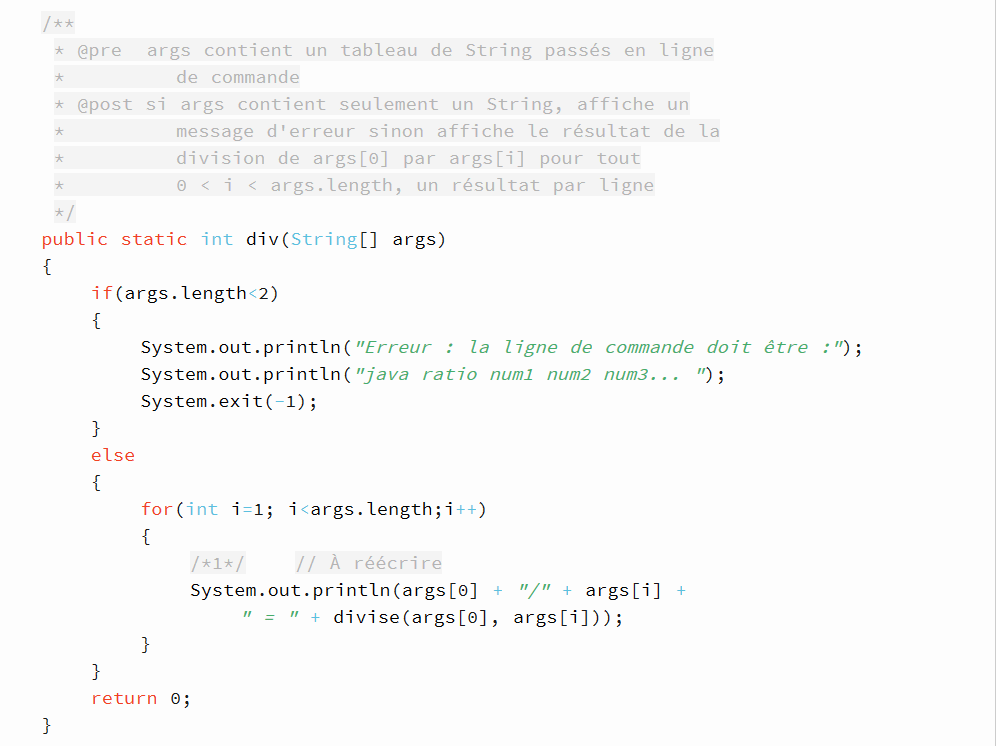 /**
 * @pre  args contient un tableau de String passés en ligne
 *         de commande
 * @post si args contient seulement un String, affiche un
 *         message d'erreur sinon affiche le résultat de la
 *         division de args[0] par args[i] pour tout
 *         0 < i < args.length, un résultat par ligne
 */
public static int div(String[] args)
{
    if(args.length<2)
    {
        System.out.println("Erreur : la ligne de commande doit être :");
        System.out.println("java ratio num1 num2 num3... ");
        System.exit(-1);
    }
    else
    {
        for(int i=1; i<args.length;i++)
        {
            /*1*/    // À réécrire
            System.out.println(args[0] + "/" + args[i] +
                " = " + divise(args[0], args[i]));
        }
    }
    return 0;
}